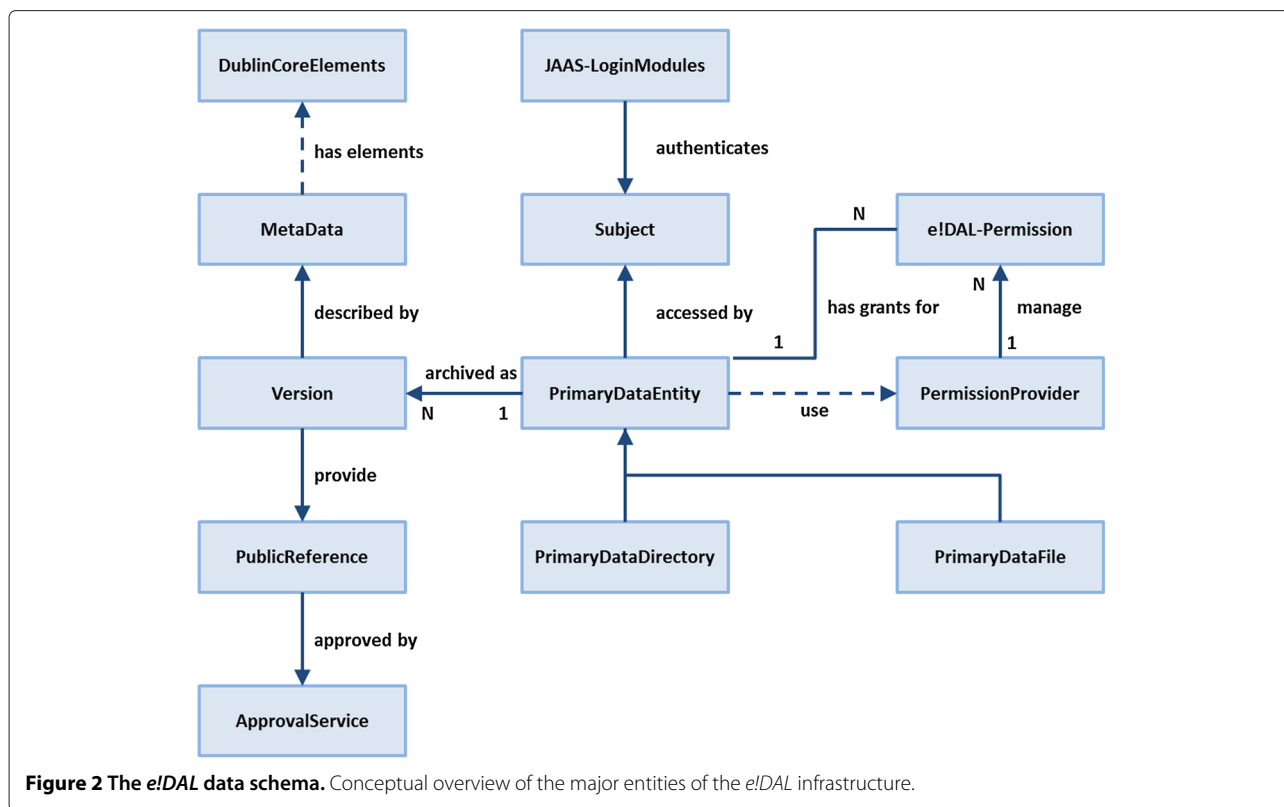 DublinCoreElements
JAAS-LoginModules
has elements
authenticates
MetaData
Subject
N
e!DAL-Permission
N
described by
accessed by
has grants for
manage
1
1
archived as
Version
PrimaryDataEntity
PermissionProvider
N
1
use
provide
PublicReference
PrimaryDataDirectory
PrimaryDataFile
approved by
ApprovalService
Figure 2 The e!DAL data schema. Conceptual overview of the major entities of the e!DAL infrastructure.